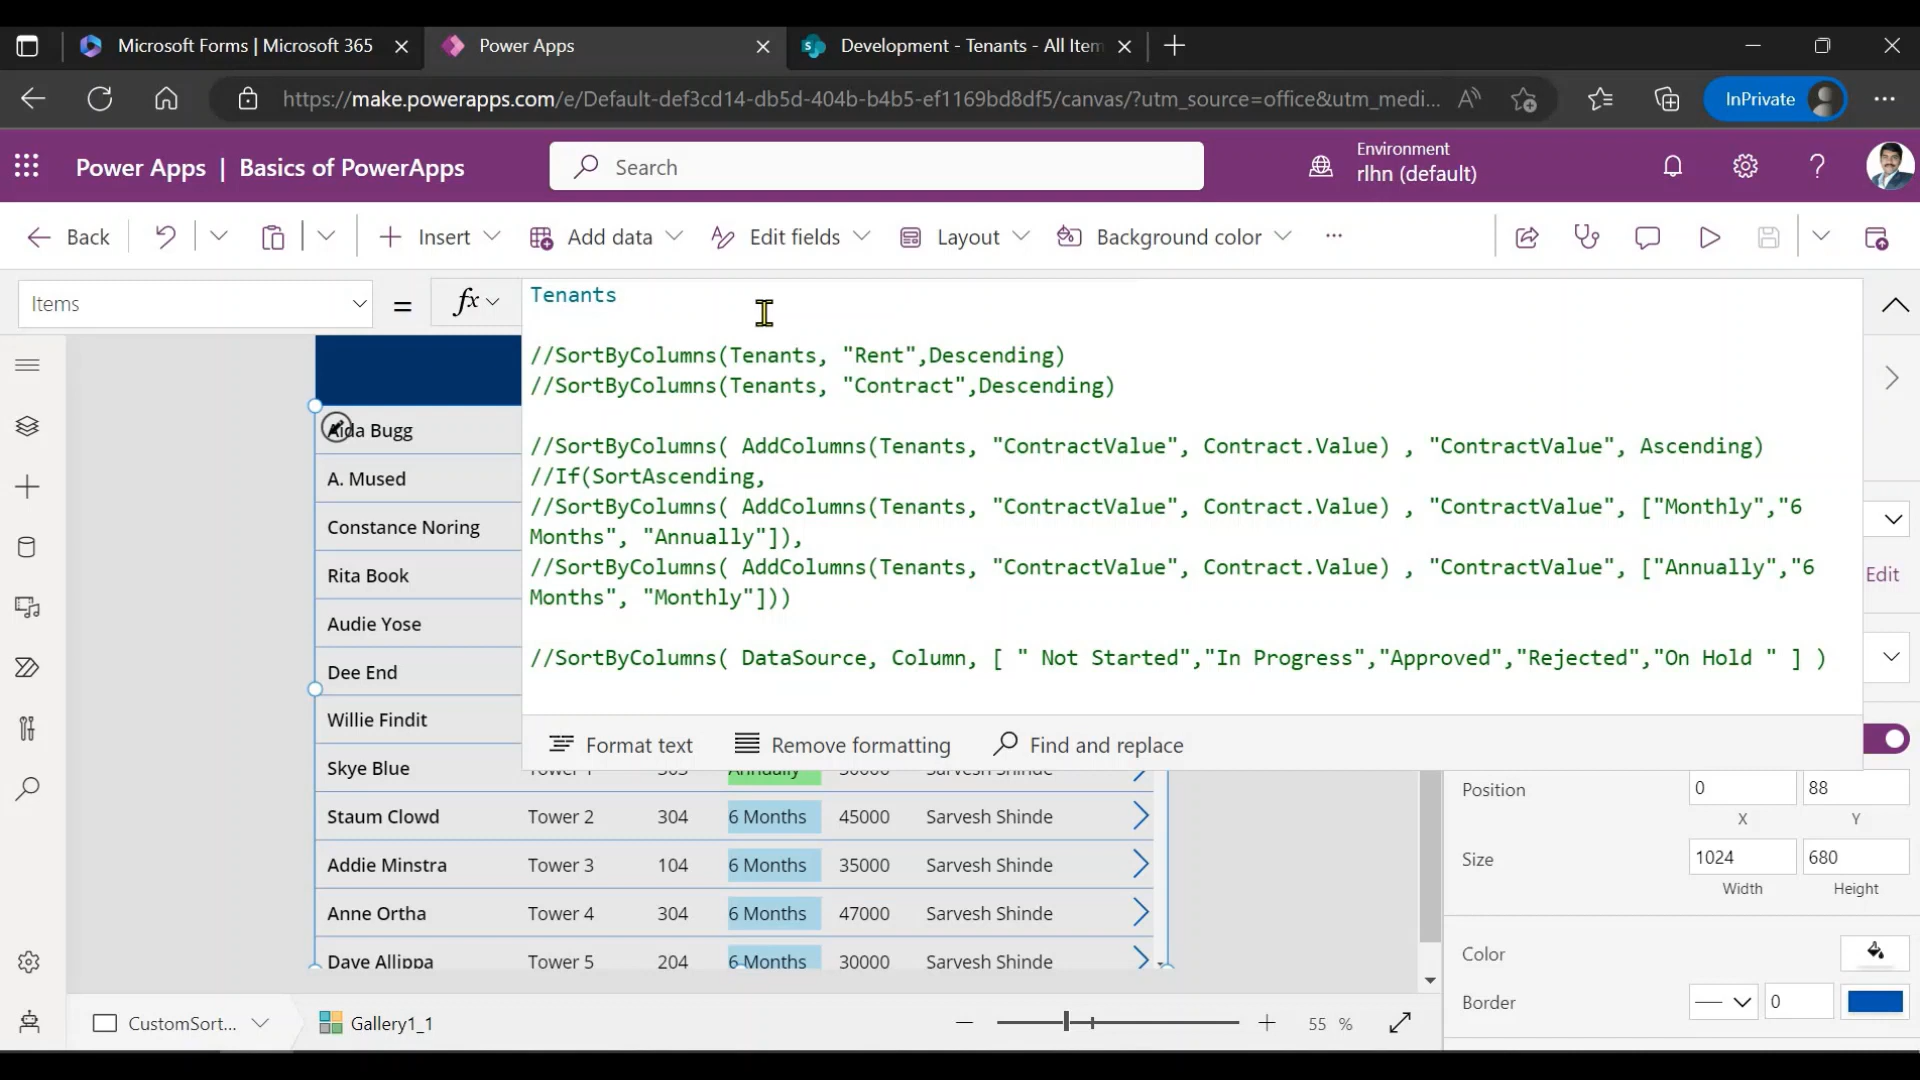 Microsoft Forms | Microsoft 365
Power Apps
Development - Tenants - All Item
https://make.powerapps.com/e/Default-def3cd14-db5d-404b-b4b5-ef1169bd8df5/canvas/?utm_source=office&utm_medi...
InPrivate
Power Apps | Basics of PowerApps
Search
Environment
rlhn (default)
Back
Insert
Add data
Edit fields
Layout
Background color
Items
=
fx
Tenants
//SortByColumns(Tenants, "Rent",Descending)
//SortByColumns(Tenants, "Contract",Descending)
//SortByColumns( AddColumns(Tenants, "ContractValue", Contract.Value) , "ContractValue", Ascending)
//If(SortAscending,
//SortByColumns( AddColumns(Tenants, "ContractValue", Contract.Value) , "ContractValue", ["Monthly","6
Months", "Annually"]),
//SortByColumns( AddColumns(Tenants, "ContractValue", Contract.Value) , "ContractValue", ["Annually","6
Months", "Monthly"]))
//SortByColumns( DataSource, Column, [ " Not Started","In Progress","Approved","Rejected","On Hold " ] )
Format text
Remove formatting
Find and replace
Edit
Aida Bugg
A. Mused
Constance Noring
Rita Book
Audie Yose
Dee End
Willie Findit
Skye Blue Tower 1 303 Annually 30000 Sarvesh Shinde
Staum Clowd Tower 2 304 6 Months 45000 Sarvesh Shinde
Addie Minstra Tower 3 104 6 Months 35000 Sarvesh Shinde
Anne Ortha Tower 4 304 6 Months 47000 Sarvesh Shinde
Dave Allippa Tower 5 204 6 Months 30000 Sarvesh Shinde
Position 0 88
X Y
Size 1024 680
Width Height
Color
Border 0
CustomSort...
Gallery1_1
55 %